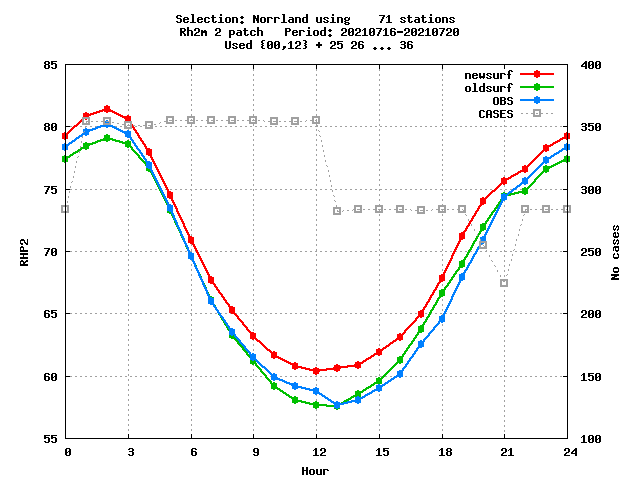 Selection: Norrland using    71 stations
Rh2m 2 patch   Period: 20210716-20210720
Used {00,12} + 25 26 ... 36
85
80
75
70
65
60
55
400
350
300
250
200
150
100
newsurf
oldsurf
OBS
CASES
RHP2
No cases
0 3 6 9 12 15 18 21 24
Hour